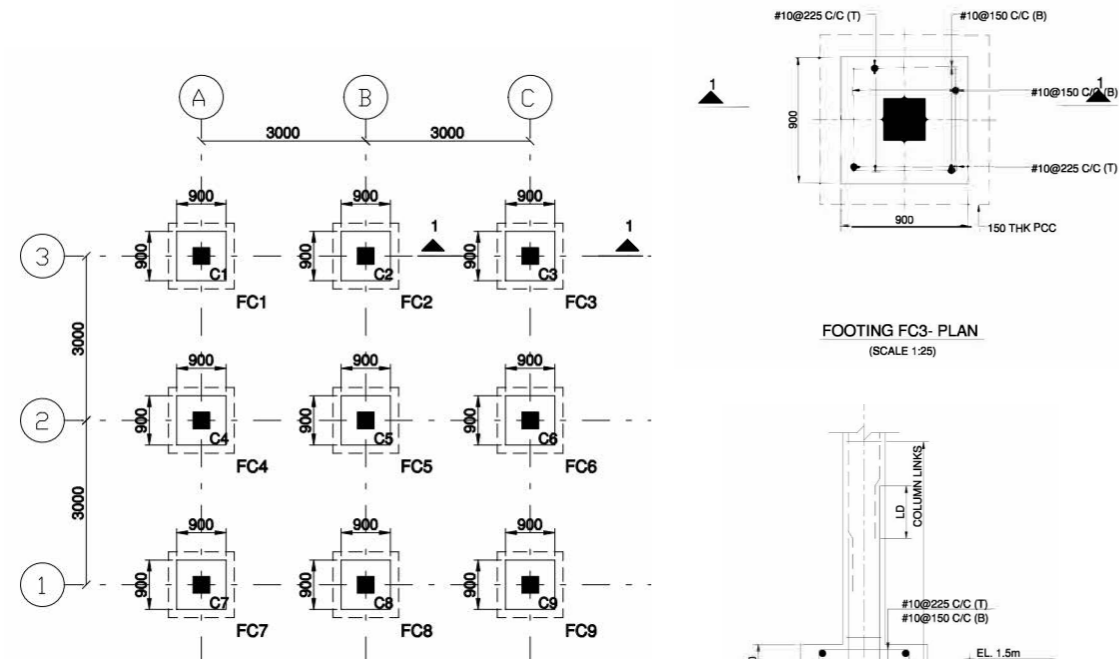 A B C
3000 3000
900 900 900
1 1
3 900 C1 900 C2 900 C3
FC1 FC2 FC3
3000
900 900 900
2 900 C4 900 C5 900 C6
FC4 FC5 FC6
3000
900 900 900
1 900 C7 900 C8 900 C9
FC7 FC8 FC9
#10@225 C/C (T) #10@150 C/C (B)
1 1
#10@150 C/C (B)
900
#10@225 C/C (T)
900
150 THK PCC
FOOTING FC3- PLAN
(SCALE 1:25)
COLUMN LINKS
LD
#10@225 C/C (T)
#10@150 C/C (B)
EL. 1.5m